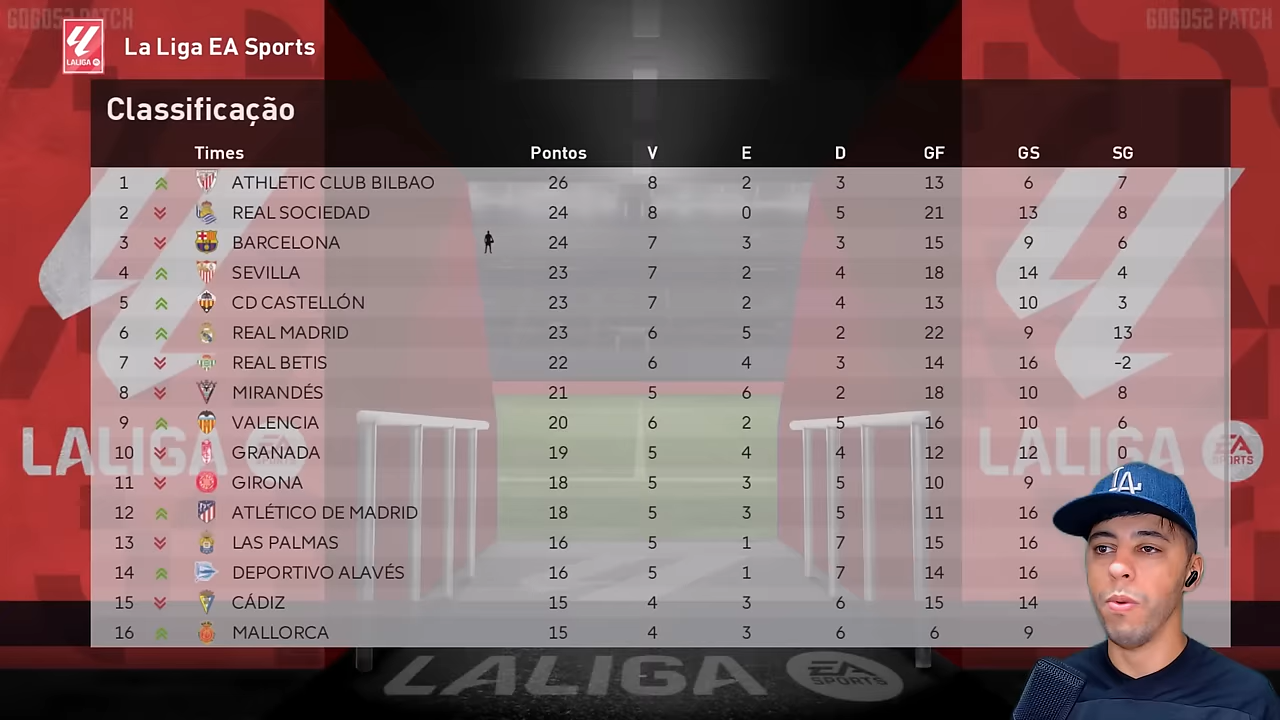 GOGO52 PATCH
GOGO52 PATCH
LALIGA
La Liga EA Sports
Classificação
Times Pontos V E D GF GS SG
1 ATHLETIC CLUB BILBAO 26 8 2 3 13 6 7
2 REAL SOCIEDAD 24 8 0 5 21 13 8
3 BARCELONA 24 7 3 3 15 9 6
4 SEVILLA 23 7 2 4 18 14 4
5 CD CASTELLÓN 23 7 2 4 13 10 3
6 REAL MADRID 23 6 5 2 22 9 13
7 REAL BETIS 22 6 4 3 14 16 -2
8 MIRANDÉS 21 5 6 2 18 10 8
9 VALENCIA 20 6 2 5 16 10 6
10 GRANADA 19 5 4 4 12 12 0
11 GIRONA 18 5 3 5 10 9
12 ATLÉTICO DE MADRID 18 5 3 5 11 16
13 LAS PALMAS 16 5 1 7 15 16
14 DEPORTIVO ALAVÉS 16 5 1 7 14 16
15 CÁDIZ 15 4 3 6 15 14
16 MALLORCA 15 4 3 6 6 9
LALIGA EA SPORTS
LALIGA EA SPORTS
LA
LALIGA EA SPORTS